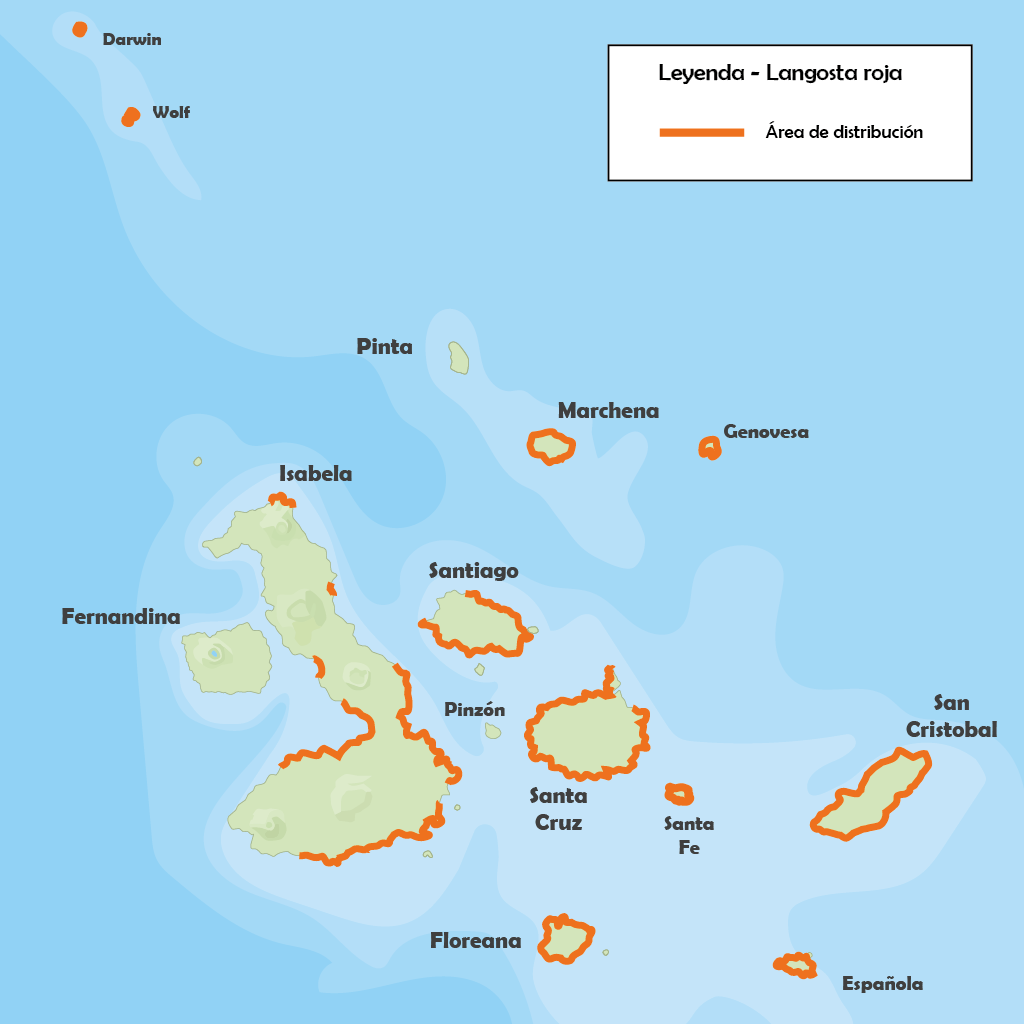 Darwin
Wolf
Leyenda - Langosta roja
Área de distribución
Pinta
Marchena
Genovesa
Isabela
Santiago
Fernandina
Pinzón
San
Cristobal
Santa
Cruz
Santa
Fe
Floreana
Española